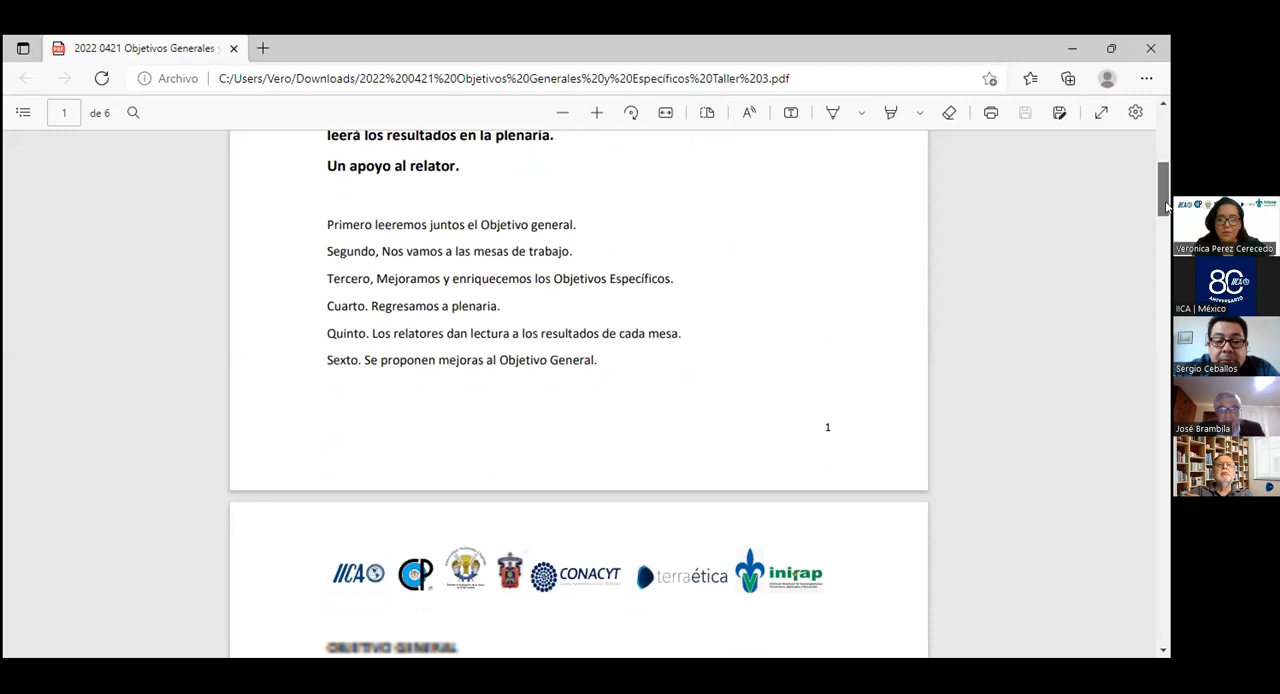 2022 0421 Objetivos Generales y
Archivo
C:/Users/Vero/Downloads/2022%200421%20Objetivos%20Generales%20y%20Específicos%20Taller%203.pdf
1
de 6
leerá los resultados en la plenaria.
Un apoyo al relator.
Primero leeremos juntos el Objetivo general.
Segundo, Nos vamos a las mesas de trabajo.
Tercero, Mejoramos y enriquecemos los Objetivos Específicos.
Cuarto. Regresamos a plenaria.
Quinto. Los relatores dan lectura a los resultados de cada mesa.
Sexto. Se proponen mejoras al Objetivo General.
1
IICA
CP
CONACYT
terraética
inifap
OBJETIVO GENERAL
Veronica Perez Cerecedo
80
IICA
ANIVERSARIO
IICA | México
Sergio Ceballos
José Brambila